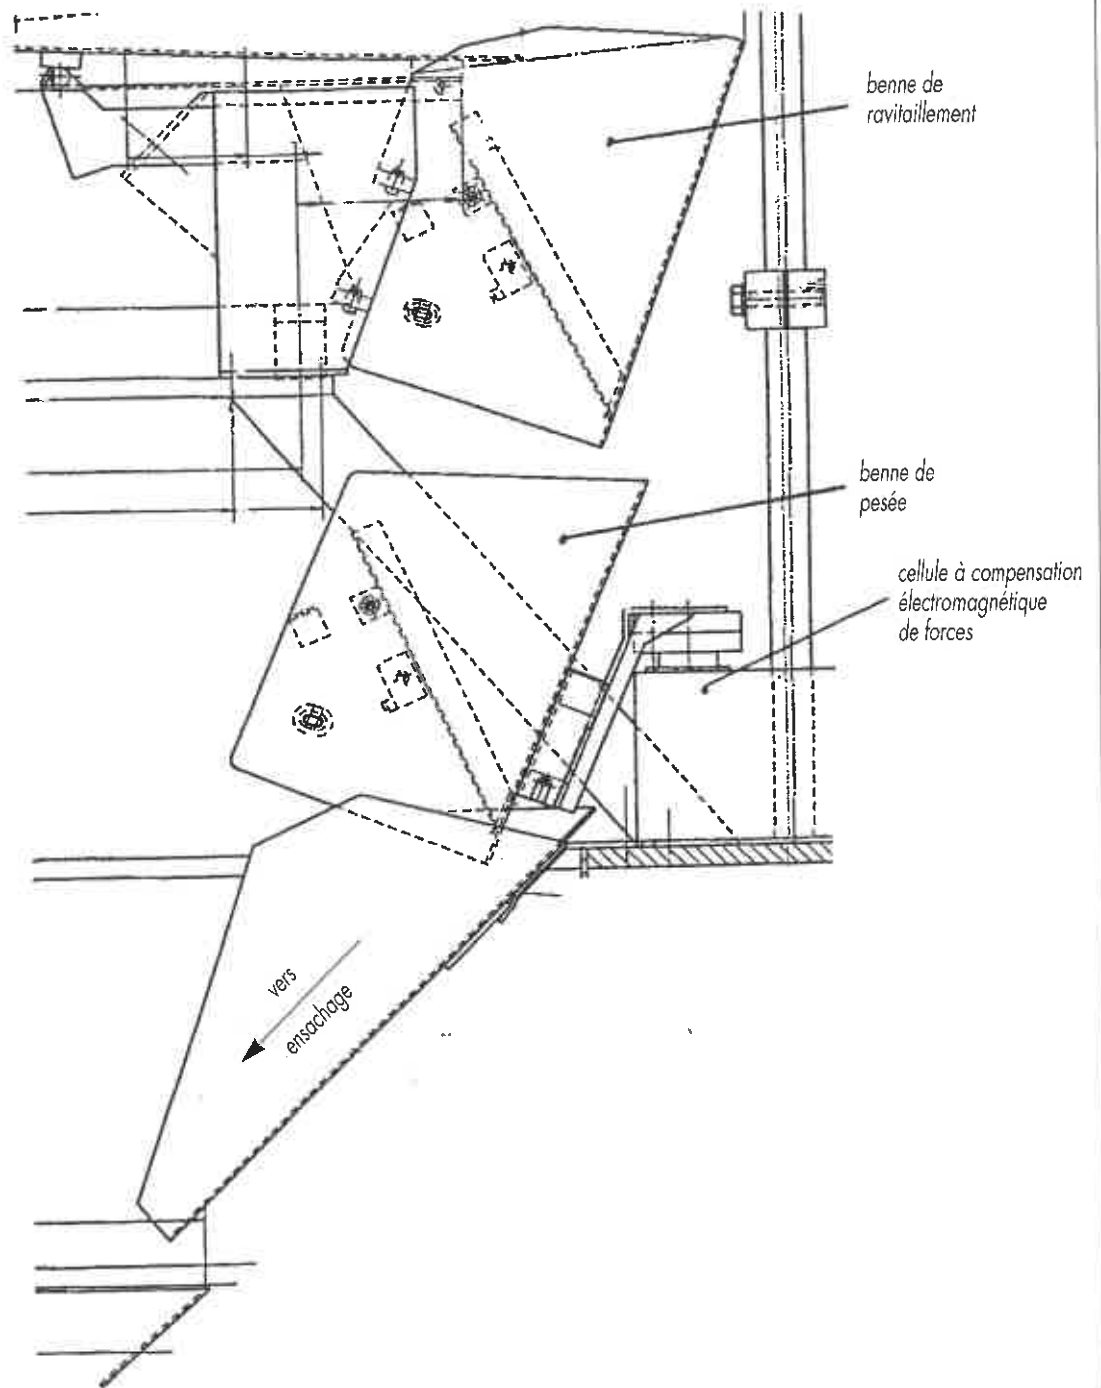 benne de
ravitaillement
benne de
pesée
cellule à compensation
électromagnétique
de forces
vers
ensachage